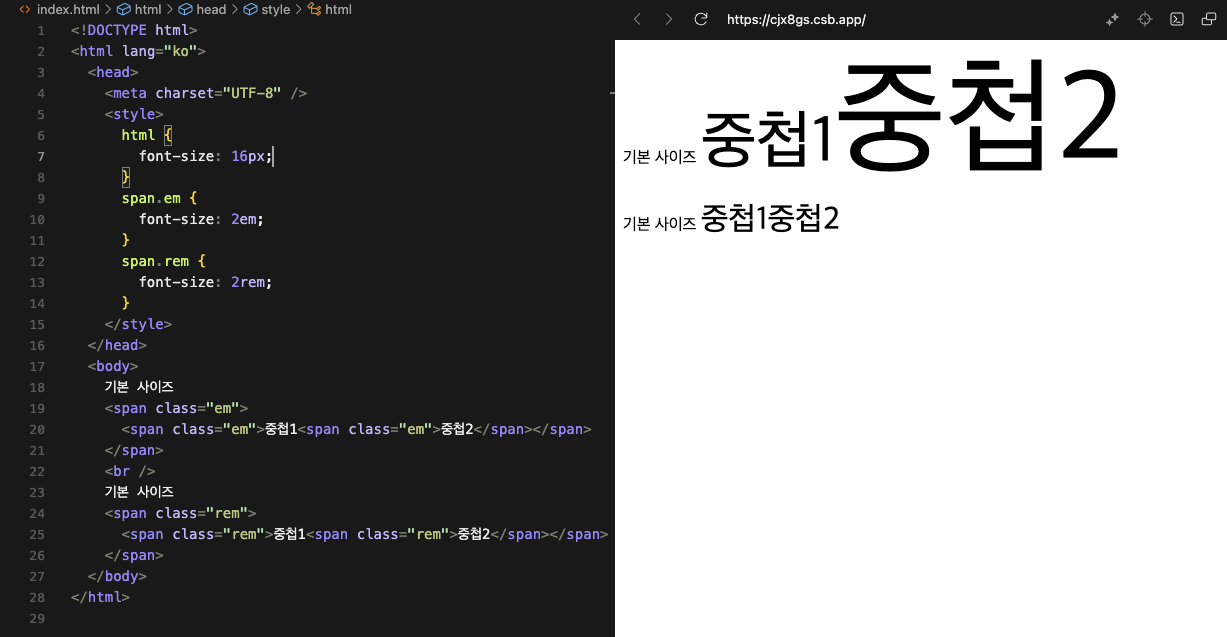 index.html > html > head > style > html
1 <!DOCTYPE html>
2 <html lang="ko">
3 <head>
4 <meta charset="UTF-8" />
5 <style>
6 html {
7 font-size: 16px;
8 }
9 span.em {
10 font-size: 2em;
11 }
12 span.rem {
13 font-size: 2rem;
14 }
15 </style>
16 </head>
17 <body>
18 기본 사이즈
19 <span class="em">
20 <span class="em">중첩1<span class="em">중첩2</span></span>
21 </span>
22 <br />
23 기본 사이즈
24 <span class="rem">
25 <span class="rem">중첩1<span class="rem">중첩2</span></span>
26 </span>
27 </body>
28 </html>
29
https://cjx8gs.csb.app/
기본 사이즈 중첩1중첩2
기본 사이즈 중첩1중첩2